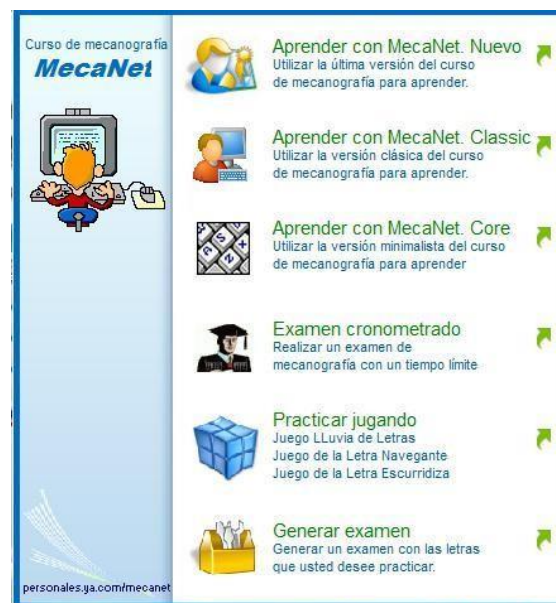 Curso de mecanografía
MecaNet
personales.ya.com/mecanet
Aprender con MecaNet. Nuevo
Utilizar la última versión del curso
de mecanografía para aprender.
Aprender con MecaNet. Classic
Utilizar la versión clásica del curso
de mecanografía para aprender.
Aprender con MecaNet. Core
Utilizar la versión minimalista del curso
de mecanografía para aprender
Examen cronometrado
Realizar un examen de
mecanografía con un tiempo límite
Practicar jugando
Juego LLuvia de Letras
Juego de la Letra Navegante
Juego de la Letra Escurridiza
Generar examen
Generar un examen con las letras
que usted desee practicar.